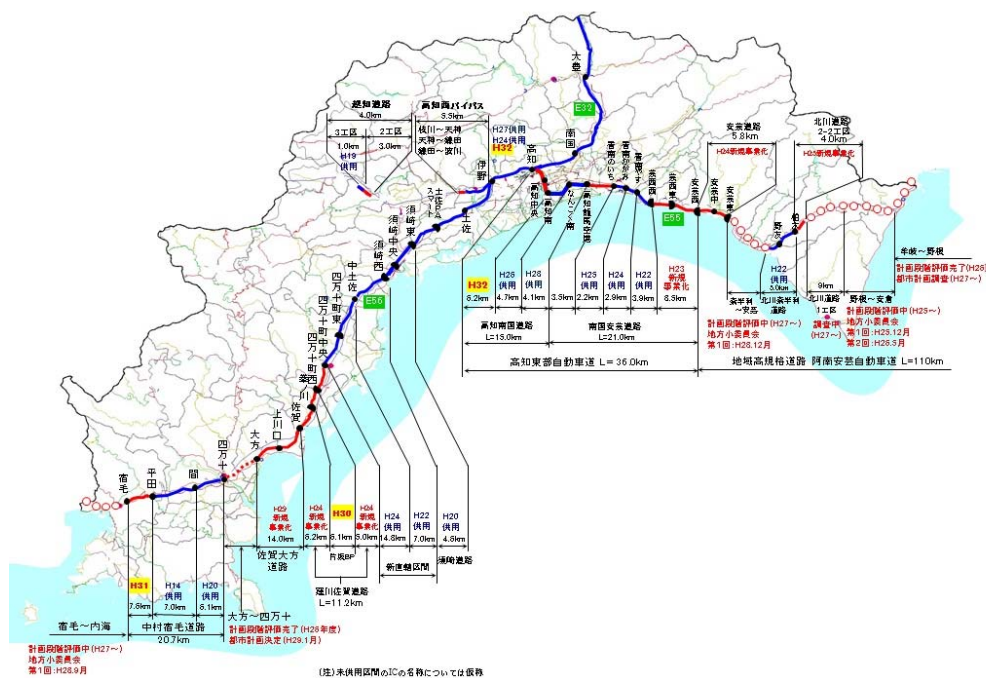 大豊
E32
越知道路
4.0km
高知西バイパス
9.5km
3工区
2工区
1.0km
3.0km
H19
供用
枝川～天神
天神～鎌田
鎌田～波川
H27供用
H24供用
H32
伊野
高知
南国
高知中央
高知南
なんこく南
高知龍馬空港
香南のいち
香南かがみ
香南やす
芸西西
芸西東
安芸西
安芸中
安芸東
E55
安芸道路
5.8km
H24新規事業化
北川道路
2-2工区
4.0km
野友
柏木
土佐PA
スマート
土佐
須崎東
須崎中央
須崎西
中土佐
四万十町東
四万十町中央
四万十町西
E56
佐賀
上川口
大方
四万十
間
平田
宿毛
H32
6.2km
H26
供用
4.7km
H28
供用
4.1km
3.5km
H25
供用
2.2km
H24
供用
2.9km
H22
供用
3.9km
H23
新規
事業化
8.5km
高知南国道路
L=15.0km
南国安芸道路
L=21.0km
高知東部自動車道 L= 36.0km
地域高規格道路 阿南安芸自動車道 L=110km
奈半利
～安芸
計画段階評価中(H27～)
地方小委員会
第1回:H28.12月
H22
供用
5.0km
北川奈半利
道路
9km
北川道路
1工区
調査中
(H27～)
野根～安倉
計画段階評価中(H25～)
地方小委員会
第1回:H25.12月
第2回:H26.3月
牟岐～野根
計画段階評価完了(H26)
都市計画調査(H27～)
H29
新規
事業化
14.0km
佐賀大方
道路
H24
新規
事業化
6.2km
H30
6.1km
片坂BP
H24
新規
事業化
5.0km
窪川佐賀道路
L=11.2km
H24
供用
14.8km
H22
供用
7.0km
新直轄区間
H20
供用
4.6km
須崎道路
H31
7.6km
H14
供用
7.0km
H20
供用
6.1km
中村宿毛道路
20.7km
大方～四万十
計画段階評価完了(H26年度)
都市計画決定(H29.1月)
宿毛～内海
計画段階評価中(H27～)
地方小委員会
第1回:H28.9月
(注)未供用区間のICの名称については仮称